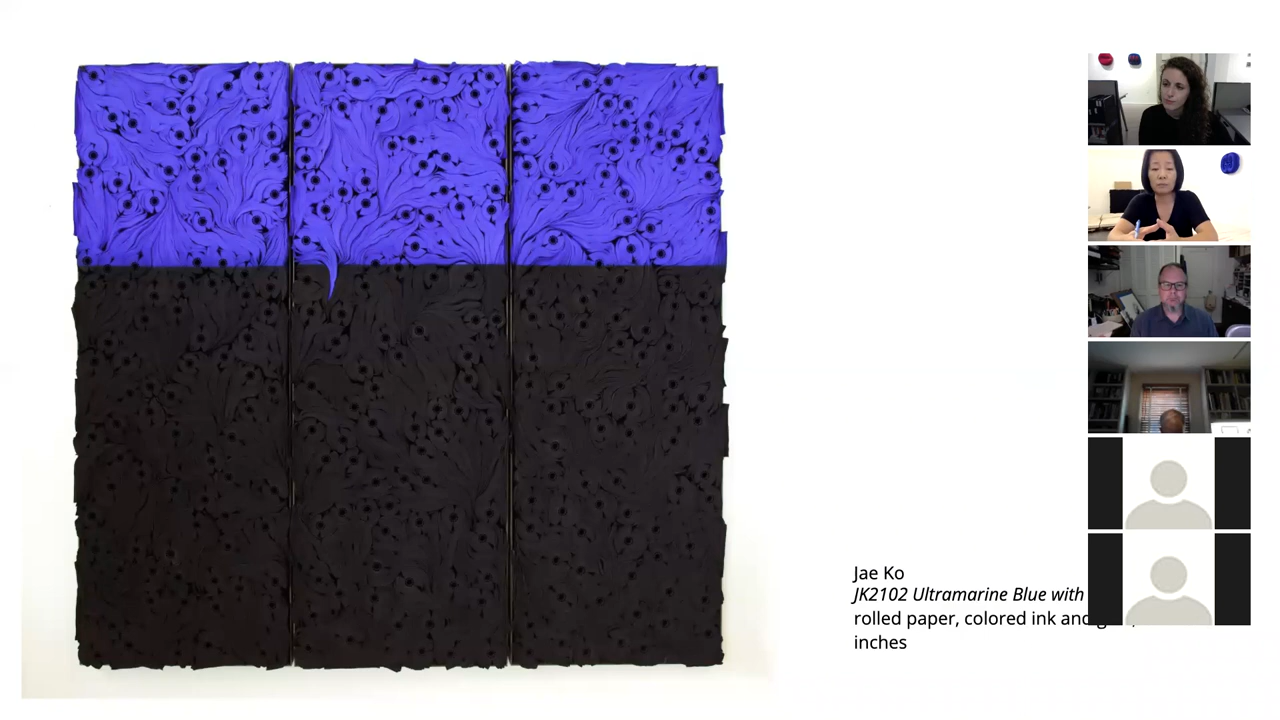 Jae Ko
JK2102 Ultramarine Blue with
rolled paper, colored ink and
inches